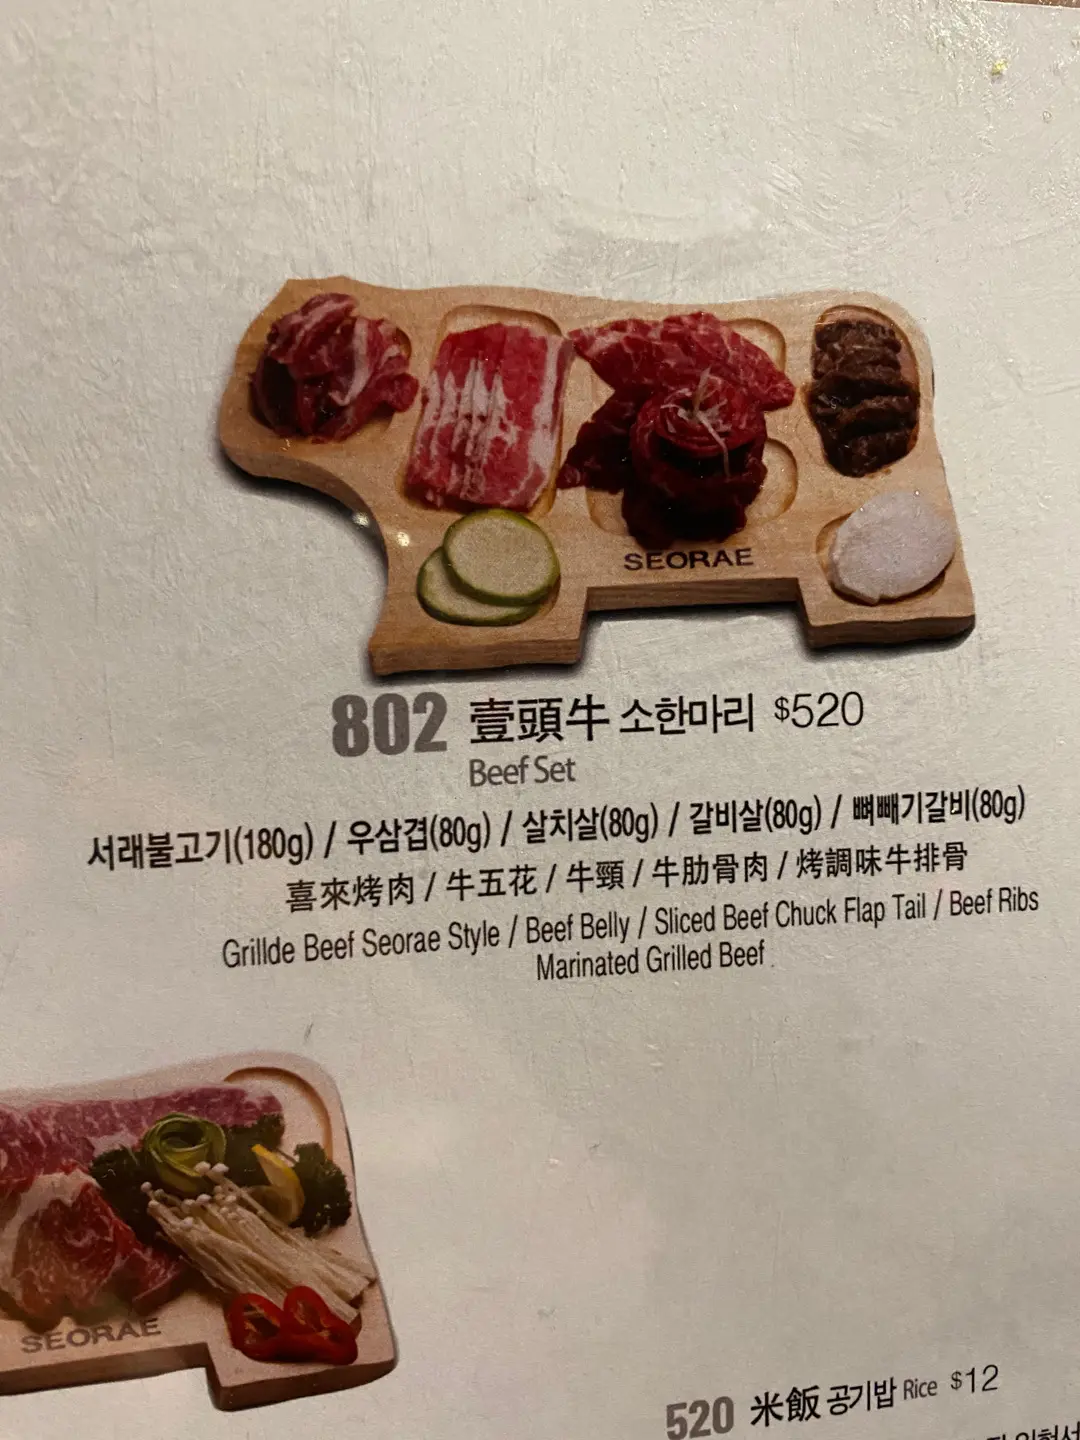 SEORAE
802 壹頭牛 소한마리 $520
Beef Set
서래불고기(180g) / 우삼겹(80g) / 살치살(80g) / 갈비살(80g) / 뼈빼기갈비(80g)
喜來烤肉 / 牛五花 / 牛頸 / 牛肋骨肉 / 烤調味牛排骨
Grillde Beef Seorae Style / Beef Belly / Sliced Beef Chuck Flap Tail / Beef Ribs
Marinated Grilled Beef
SEORAE
520 米飯 공기밥 Rice $12